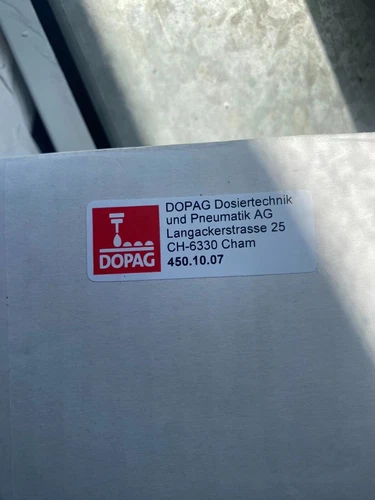 DOPAG Dosiertechnik
und Pneumatik AG
Langackerstrasse 25
CH-6330 Cham
450.10.07
DOPAG